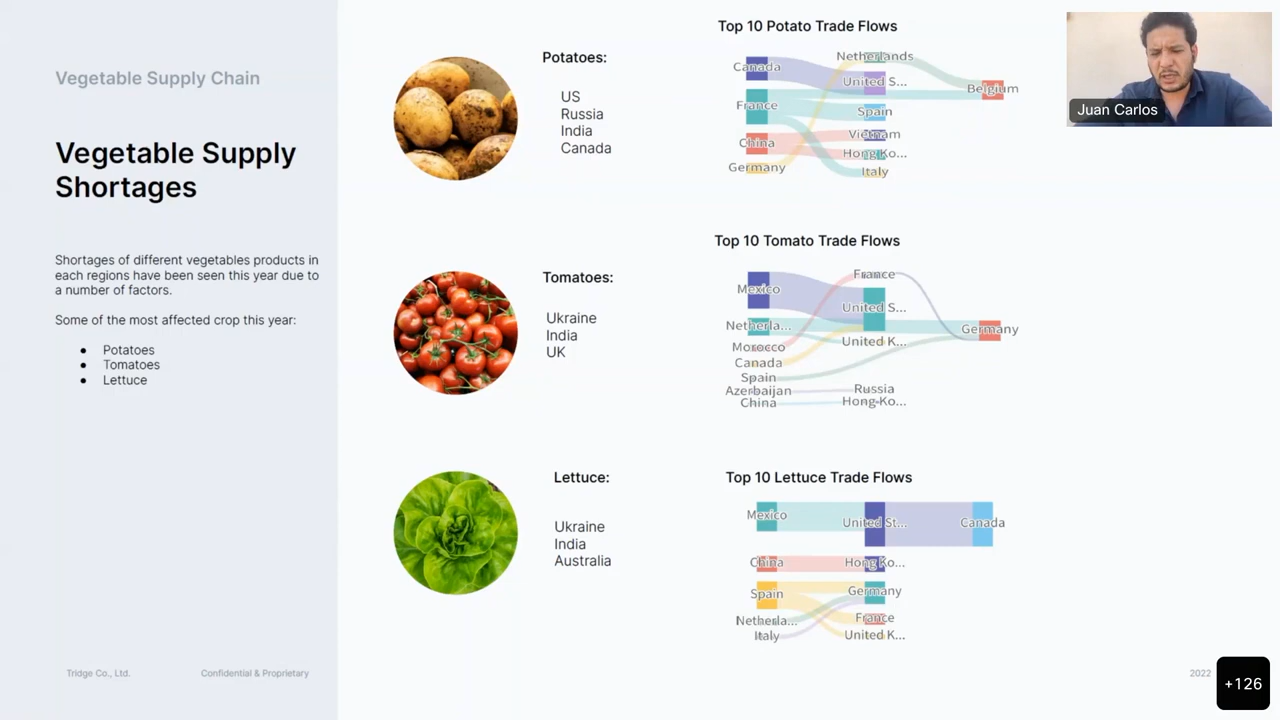 Vegetable Supply Chain
Vegetable Supply
Shortages
Shortages of different vegetables products in
each regions have been seen this year due to
a number of factors.
Some of the most affected crop this year:
● Potatoes
● Tomatoes
● Lettuce
Tridge Co., Ltd.
Confidential & Proprietary
Potatoes:
US
Russia
India
Canada
Top 10 Potato Trade Flows
Canada
France
China
Germany
Netherlands
United S...
Spain
Vietnam
Hong Ko...
Italy
Belgium
Tomatoes:
Ukraine
India
UK
Top 10 Tomato Trade Flows
Mexico
Netherla...
Morocco
Canada
Spain
Azerbaijan
China
France
United S...
United K...
Russia
Hong Ko...
Germany
Lettuce:
Ukraine
India
Australia
Top 10 Lettuce Trade Flows
Mexico
China
Spain
Netherla...
Italy
United St...
Hong Ko...
Germany
France
United K...
Canada
Juan Carlos
2022
+126